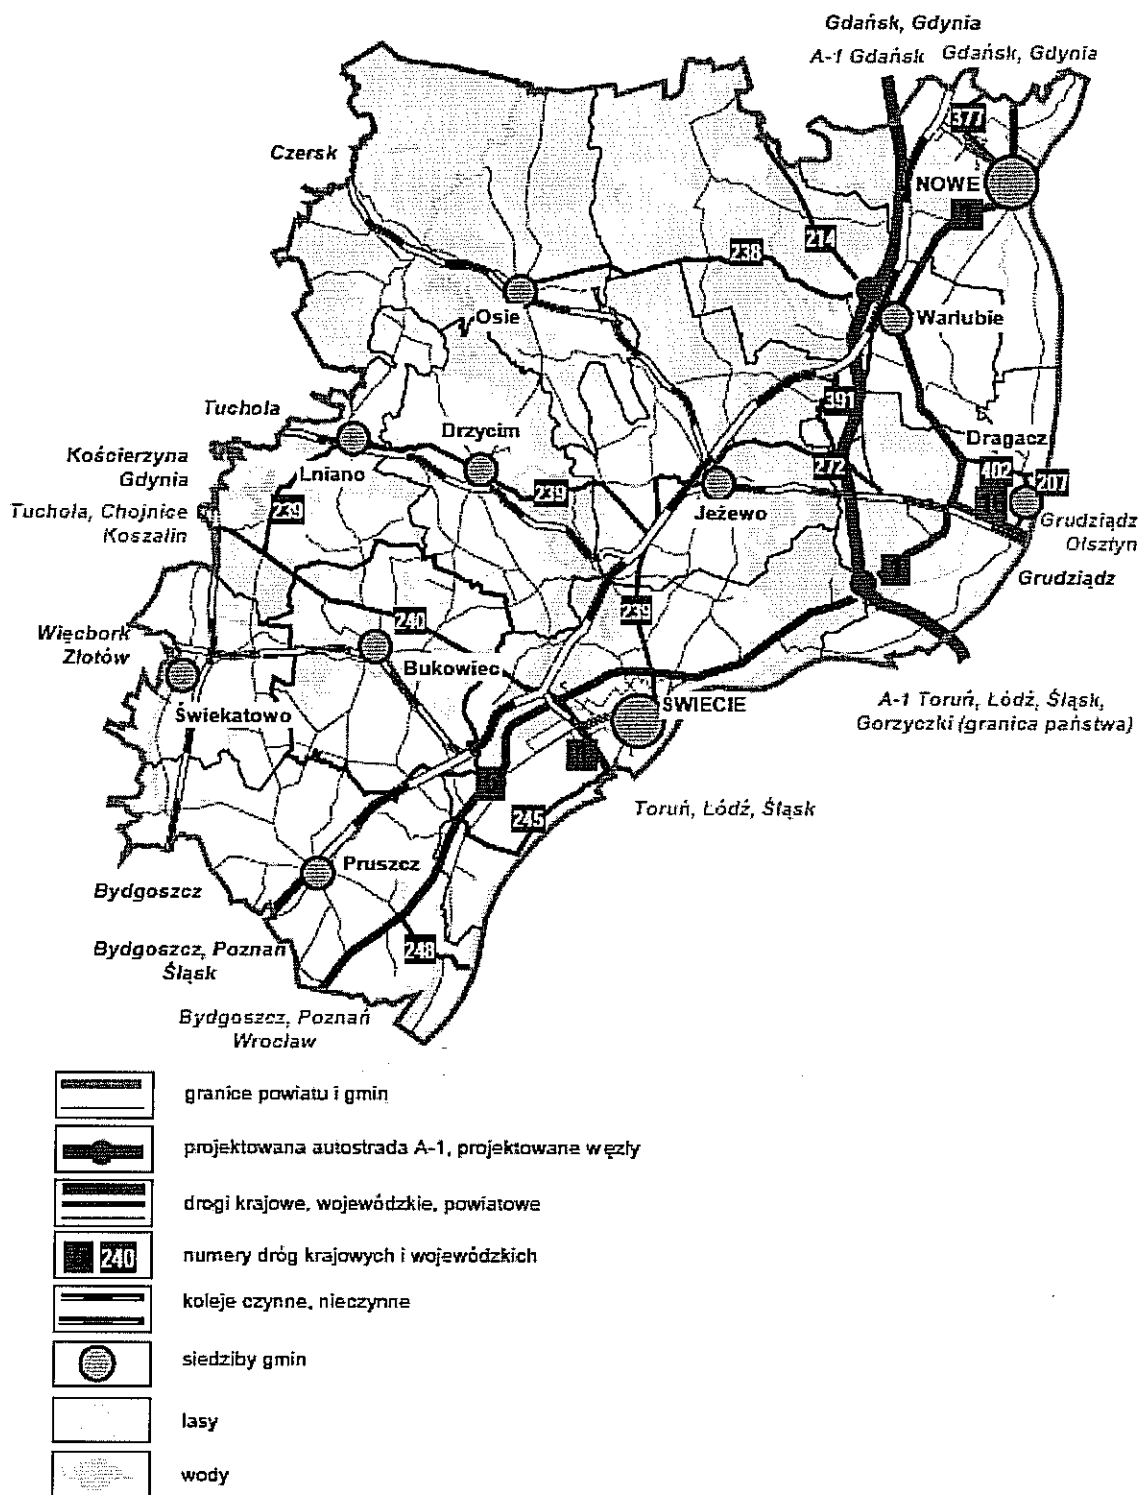 Gdańsk, Gdynia
A-1 Gdańsk
Gdańsk, Gdynia
377
Czersk
NOWE
1
214
238
Osie
Warlubie
391
Tuchola
Drzycim
Dragacz
Kościerzyna
Gdynia
Lniano
272
402
207
239
239
Tuchola, Chojnice
Koszalin
Jeżewo
Grudziądz
Olsztyn
Grudziądz
1
239
240
Więcbork
Złotów
Bukowiec
Świekatowo
ŚWIECIE
A-1 Toruń, Łódź, Śląsk,
Gorzyczki (granica państwa)
245
Toruń, Łódź, Śląsk
Pruszcz
Bydgoszcz
248
Bydgoszcz, Poznań
Śląsk
Bydgoszcz, Poznań
Wrocław
granice powiatu i gmin
projektowana autostrada A-1, projektowane węzły
drogi krajowe, wojewódzkie, powiatowe
240
numery dróg krajowych i wojewódzkich
koleje czynne, nieczynne
siedziby gmin
lasy
wody